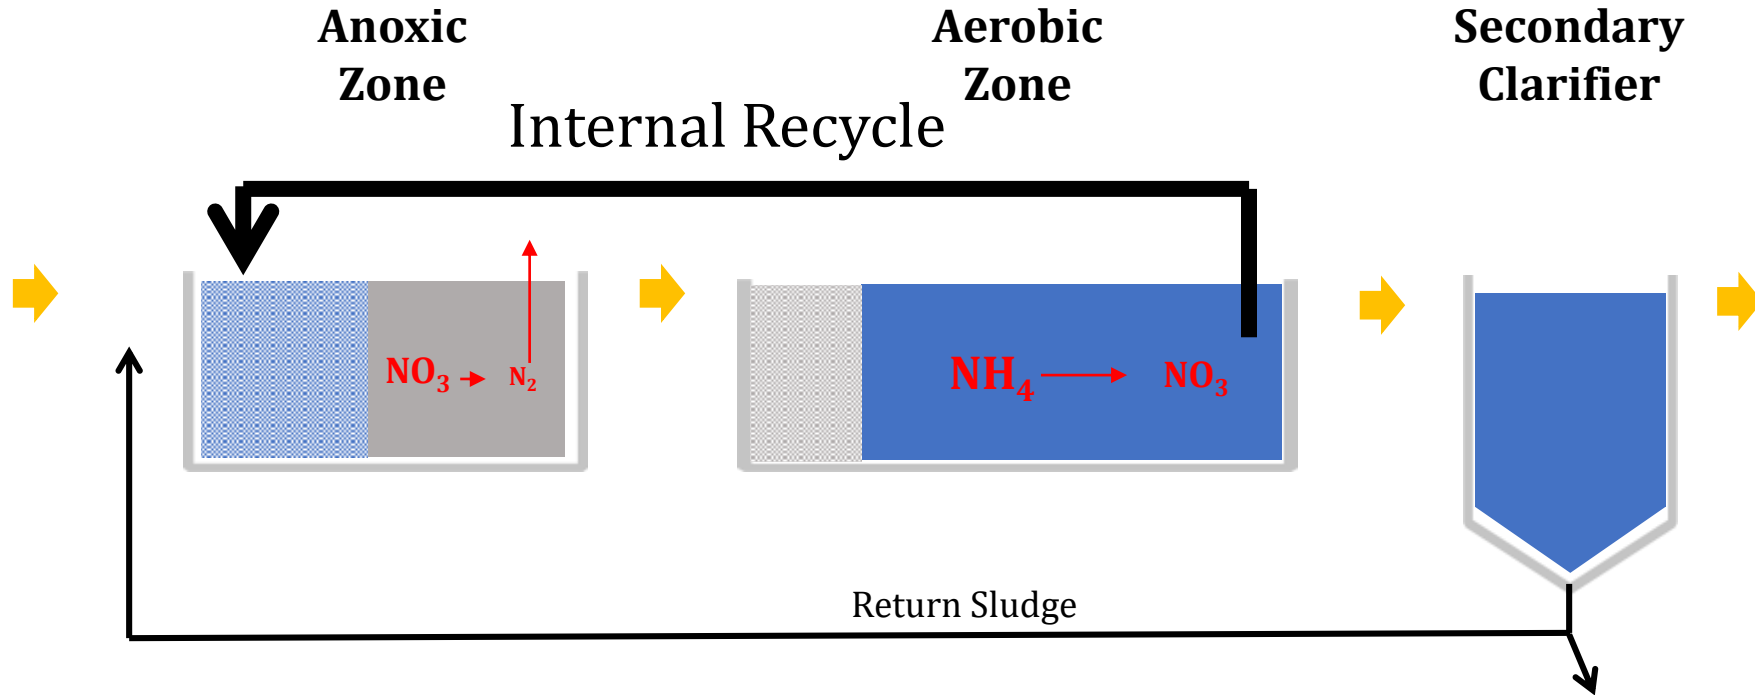 Anoxic
Zone
Aerobic
Zone
Secondary
Clarifier
Internal Recycle
NO₃
N₂
NH₄
NO₃
Return Sludge